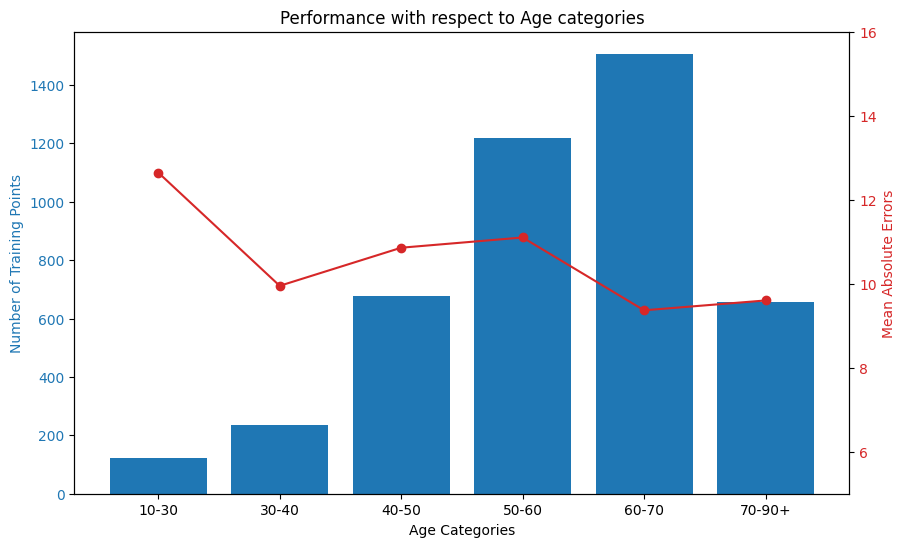 Performance with respect to Age categories
Number of Training Points
1400
1200
1000
800
600
400
200
0
16
14
12
10
8
6
Mean Absolute Errors
10-30 30-40 40-50 50-60 60-70 70-90+
Age Categories